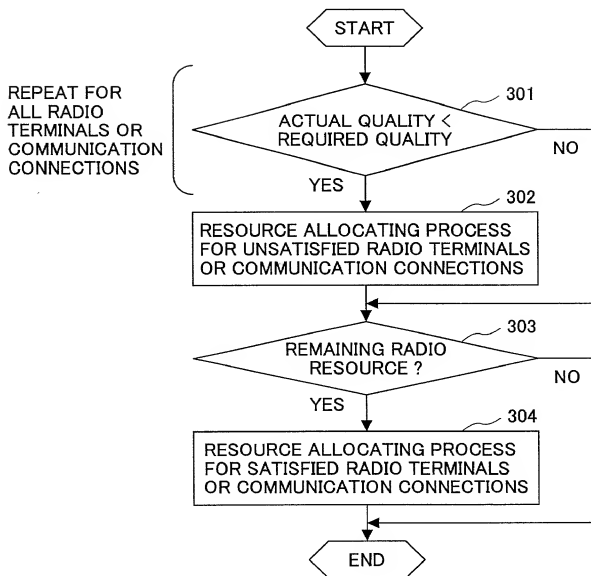 START
REPEAT FOR
ALL RADIO
TERMINALS OR
COMMUNICATION
CONNECTIONS
301
ACTUAL QUALITY <
REQUIRED QUALITY
NO
YES
302
RESOURCE ALLOCATING PROCESS
FOR UNSATISFIED RADIO TERMINALS
OR COMMUNICATION CONNECTIONS
303
REMAINING RADIO
RESOURCE ?
NO
YES
304
RESOURCE ALLOCATING PROCESS
FOR SATISFIED RADIO TERMINALS
OR COMMUNICATION CONNECTIONS
END